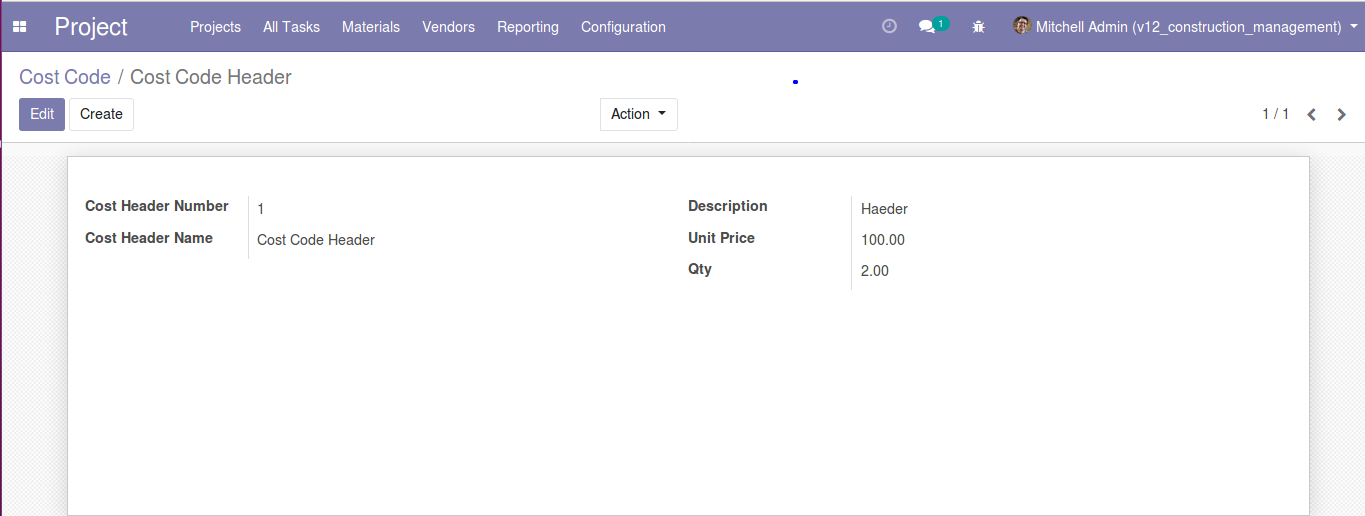 Project Projects All Tasks Materials Vendors Reporting Configuration 1 Mitchell Admin (v12_construction_management)
Cost Code / Cost Code Header
Edit Create Action 1 / 1
Cost Header Number 1 Description Haeder
Cost Header Name Cost Code Header Unit Price 100.00
Qty 2.00